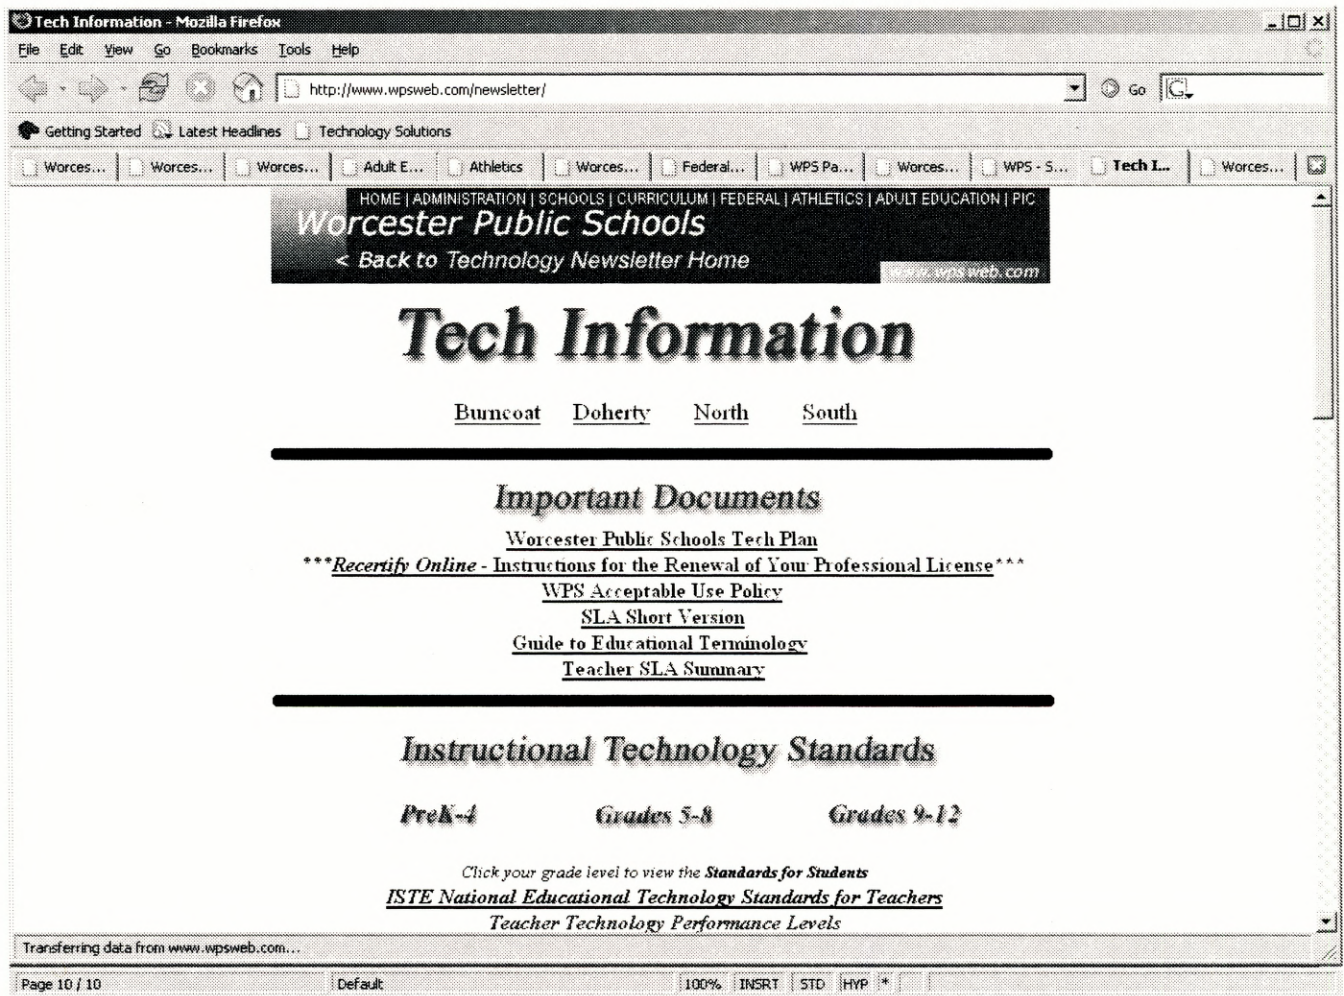 Tech Information - Mozilla Firefox
File Edit View Go Bookmarks Tools Help
http://www.wpsweb.com/newsletter/ Go G
Getting Started Latest Headlines Technology Solutions
Worces... Worces... Worces... Adult E... Athletics Worces... Federal... WPS Pa... Worces... WPS - S... Tech I... Worces...
HOME | ADMINISTRATION | SCHOOLS | CURRICULUM | FEDERAL | ATHLETICS | ADULT EDUCATION | PIC
Worcester Public Schools
< Back to Technology Newsletter Home
www.wpsweb.com
Tech Information
Burncoat Doherty North South
Important Documents
Worcester Public Schools Tech Plan
***Recertify Online - Instructions for the Renewal of Your Professional License***
WPS Acceptable Use Policy
SLA Short Version
Guide to Educational Terminology
Teacher SLA Summary
Instructional Technology Standards
PreK-4 Grades 5-8 Grades 9-12
Click your grade level to view the Standards for Students
ISTE National Educational Technology Standards for Teachers
Teacher Technology Performance Levels
Transferring data from www.wpsweb.com...
Page 10 / 10 Default 100% INSRT STD HYP *